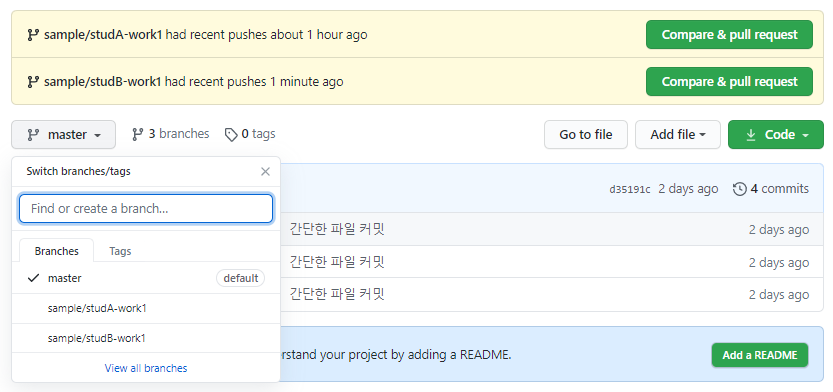 sample/studA-work1 had recent pushes about 1 hour ago Compare & pull request
sample/studB-work1 had recent pushes 1 minute ago Compare & pull request
master 3 branches 0 tags Go to file Add file Code
Switch branches/tags
d35191c 2 days ago 4 commits
Find or create a branch...
간단한 파일 커밋 2 days ago
Branches Tags
간단한 파일 커밋 2 days ago
master default
간단한 파일 커밋 2 days ago
sample/studA-work1
sample/studB-work1
your project by adding a README. Add a README
View all branches